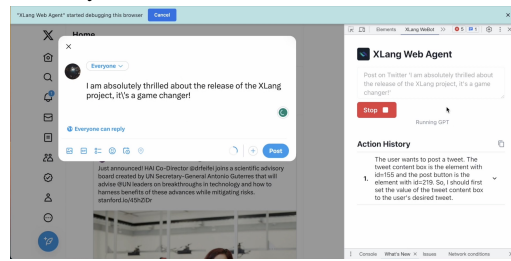 "XLang Web Agent" started debugging this browser
Cancel
Elements
XLang WebBot
5
1
Home
Everyone
I am absolutely thrilled about the release of the XLang
project, it\'s a game changer!
Everyone can reply
Post
Just announced! HAI Co-Director @drfeifei joins a scientific advisory
board created by UN Secretary-General Antonio Guterres that will
advise @UN leaders on breakthroughs in technology and how to
harness benefits of these advances while mitigating risks.
stanford.io/45hZiDr
XLang Web Agent
Post on Twitter 'I am absolutely thrilled
about the release of the XLang project, it's a game
changer!'
Stop
Running GPT
Action History
1.
The user wants to post a tweet. The
tweet content box is the element with
id=155 and the post button is the
element with id=219. So, I should first
set the value of the tweet content box
to the user's desired tweet.
Console
What's New
Issues
Network conditions